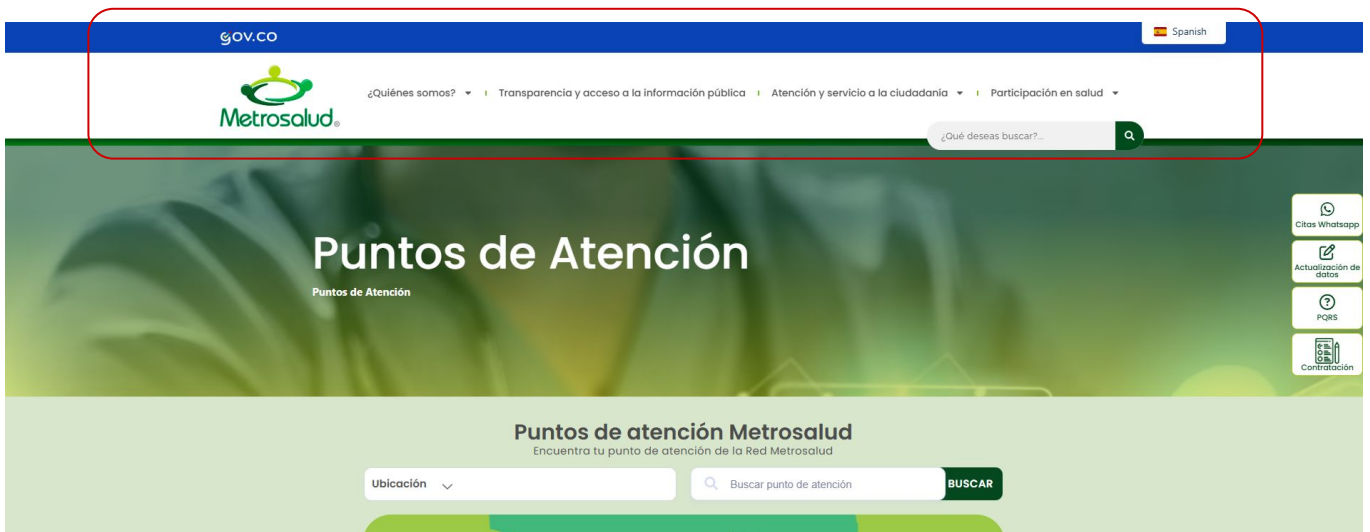 GOV.CO
Spanish
Metrosalud®
¿Quiénes somos?
Transparencia y acceso a la información pública
Atención y servicio a la ciudadanía
Participación en salud
¿Qué deseas buscar?...
Puntos de Atención
Puntos de Atención
Citas Whatsapp
Actualización de
datos
PQRS
Contratación
Puntos de atención Metrosalud
Encuentra tu punto de atención de la Red Metrosalud
Ubicación
Buscar punto de atención
BUSCAR